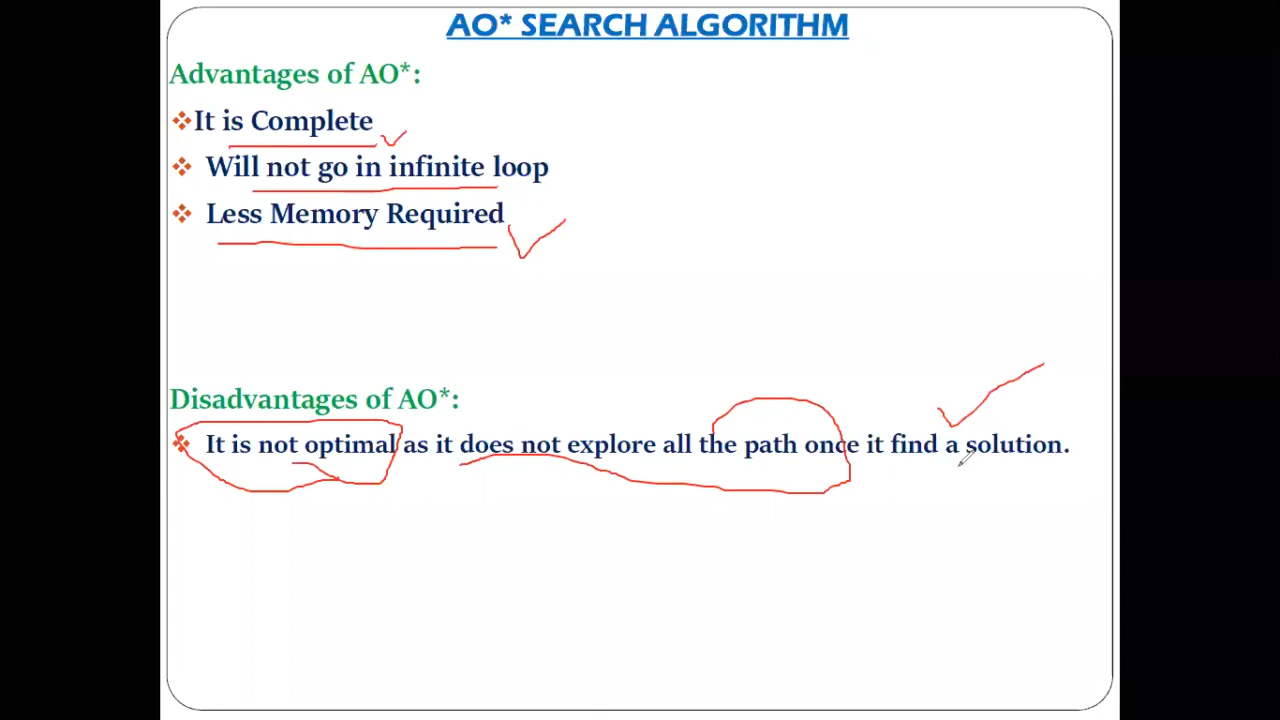 AO* SEARCH ALGORITHM
Advantages of AO*:
❖It is Complete
❖ Will not go in infinite loop
❖ Less Memory Required
Disadvantages of AO*:
❖ It is not optimal as it does not explore all the path once it find a solution.